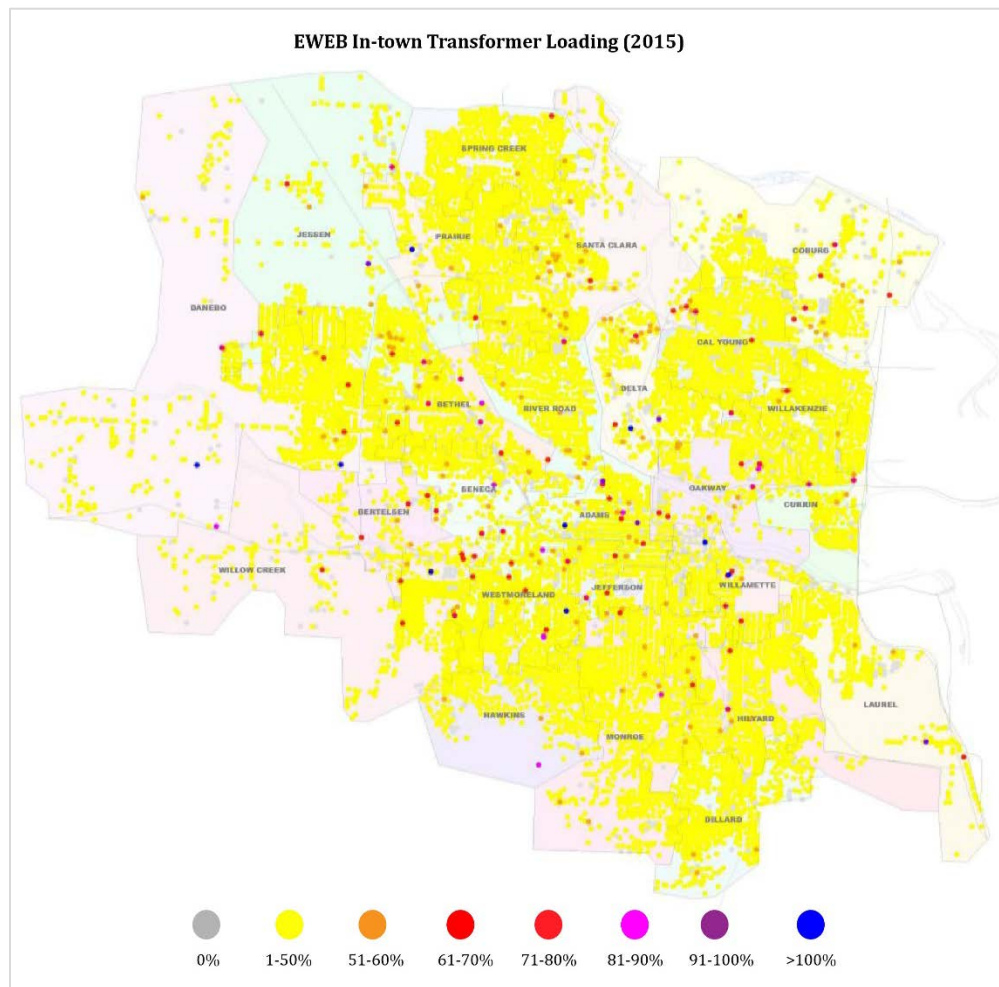 EWEB In-town Transformer Loading (2015)
SPRING CREEK
PRAIRIE
SANTA CLARA
JESSEN
COBURG
DANEBO
CAL YOUNG
DELTA
BETHEL
RIVER ROAD
WILLAKENZIE
SENECA
OAKWAY
CURRIN
BERTELSEN
ADAMS
WILLOW CREEK
WESTMORELAND
JEFFERSON
WILLAMETTE
LAUREL
HAWKINS
HILYARD
MONROE
DILLARD
0% 1-50% 51-60% 61-70% 71-80% 81-90% 91-100% >100%